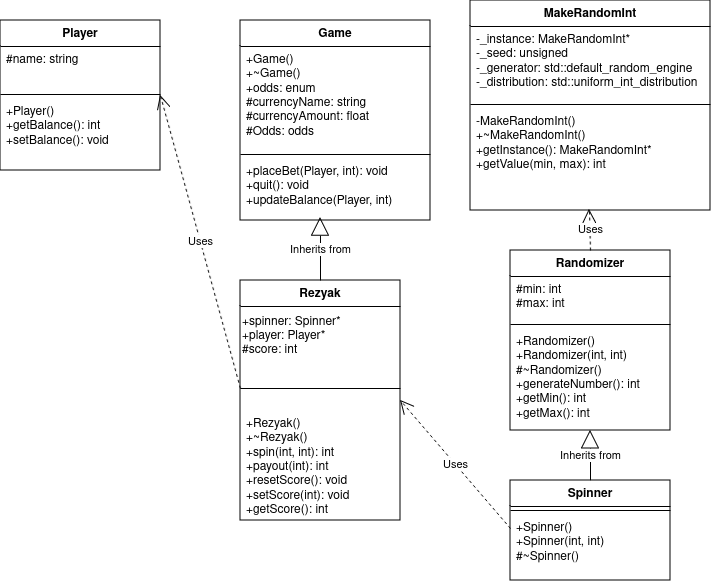 Player
#name: string
+Player()
+getBalance(): int
+setBalance(): void
Game
+Game()
+~Game()
+odds: enum
#currencyName: string
#currencyAmount: float
#Odds: odds
+placeBet(Player, int): void
+quit(): void
+updateBalance(Player, int)
MakeRandomInt
-_instance: MakeRandomInt*
-_seed: unsigned
-_generator: std::default_random_engine
-_distribution: std::uniform_int_distribution
-MakeRandomInt()
+~MakeRandomInt()
+getInstance(): MakeRandomInt*
+getValue(min, max): int
Uses
Inherits from
Uses
Rezyak
+spinner: Spinner*
+player: Player*
#score: int
+Rezyak()
+~Rezyak()
+spin(int, int): int
+payout(int): int
+resetScore(): void
+setScore(int): void
+getScore(): int
Randomizer
#min: int
#max: int
+Randomizer()
+Randomizer(int, int)
#~Randomizer()
+generateNumber(): int
+getMin(): int
+getMax(): int
Uses
Inherits from
Spinner
+Spinner()
+Spinner(int, int)
#~Spinner()